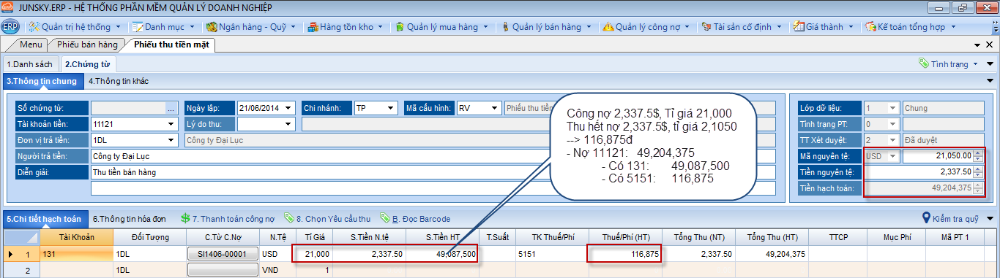 JUNSKY.ERP - HỆ THỐNG PHẦN MỀM QUẢN LÝ DOANH NGHIỆP
ERP Quản trị hệ thống Danh mục Ngân hàng - Quỹ Hàng tồn kho Quản lý mua hàng Quản lý bán hàng Quản lý công nợ Tài sản cố định Giá thành Kế toán tổng hợp
Menu Phiếu bán hàng Phiếu thu tiền mặt
1.Danh sách 2.Chứng từ Tình trạng
3.Thông tin chung 4.Thông tin khác
Số chứng từ: ... Ngày lập: 21/06/2014 Chi nhánh: TP Mã cấu hình: RV Phiếu thu tiền Lớp dữ liệu: 1 Chung
Tài khoản tiền: 11121 Lý do thu: Tình trạng PT: 0
Đơn vị trả tiền: 1DL Công ty Đại Lục TT Xét duyệt: 2 Đã duyệt
Người trả tiền: Công ty Đại Lục Mã nguyên tệ: USD 21,050.00
Diễn giải: Thu tiền bán hàng Tiền nguyên tệ: 2,337.50
Tiền hạch toán: 49,204,375
Công nợ 2,337.5$, Tỉ giá 21,000
Thu hết nợ 2,337.5$, tỉ giá 2,1050
--> 116,875đ
- Nợ 11121: 49,204,375
- Có 131: 49,087,500
- Có 5151: 116,875
5.Chi tiết hạch toán 6.Thông tin hóa đơn 7. Thanh toán công nợ 8. Chọn Yêu cầu thu B. Đọc Barcode Kiểm tra quỹ
Tài Khoản Đối Tượng C.Từ C.Nợ N.Tệ Tỉ Giá S.Tiền N.tệ S.Tiền HT T.Suất TK Thuế/Phí Thuế/Phí (HT) Tổng Thu (NT) Tổng Thu (HT) TTCP Mục Phí Mã PT 1
1 131 1DL SI1406-00001 USD 21,000 2,337.50 49,087,500 5151 116,875 2,337.50 49,204,375
2 1DL VND 1